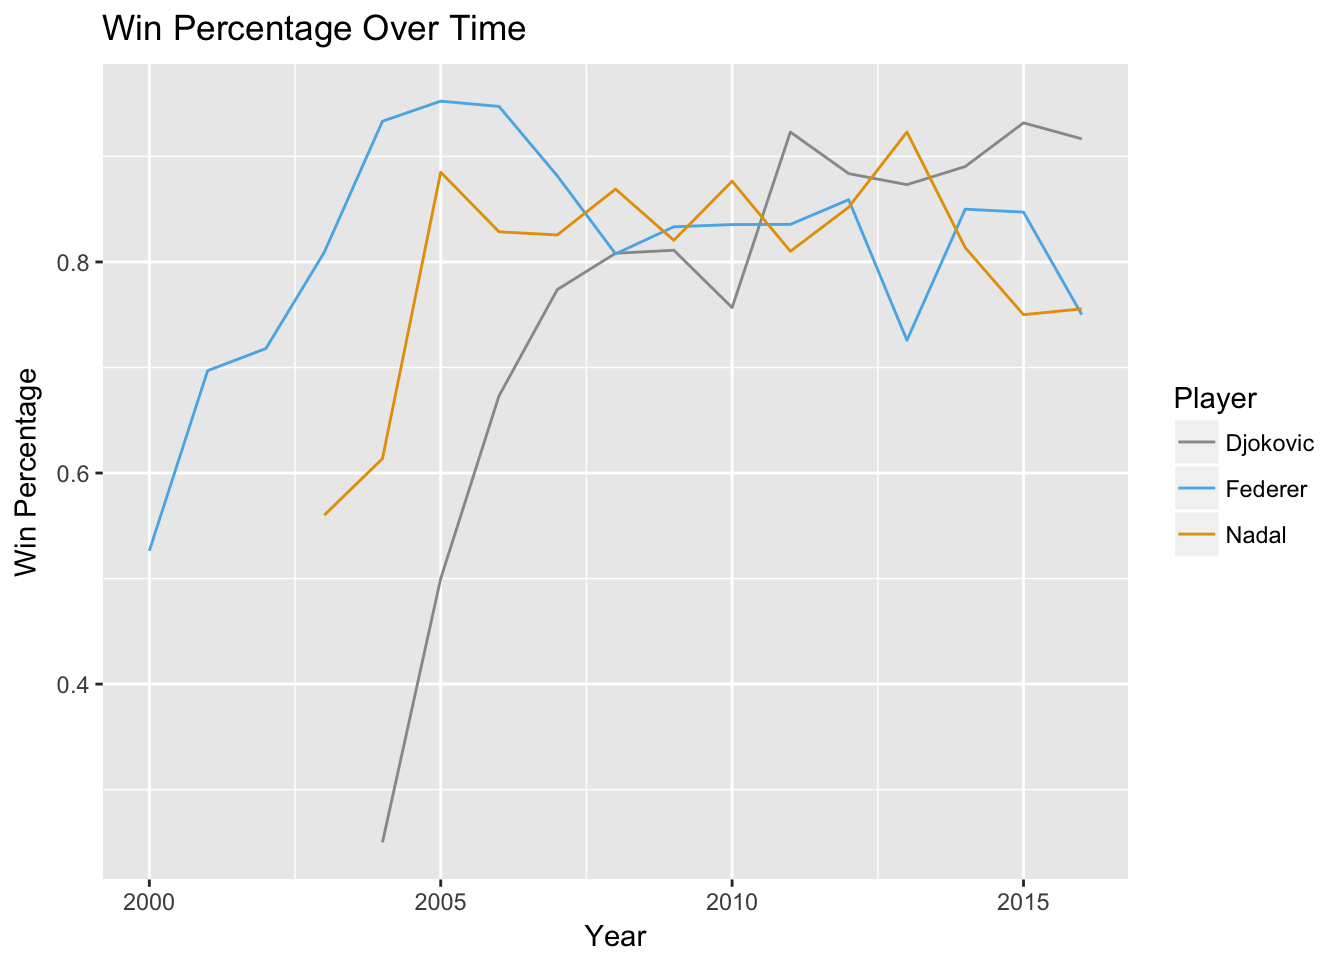 Win Percentage Over Time
Win Percentage
0.8
0.6
0.4
2000 2005 2010 2015
Year
Player
Djokovic
Federer
Nadal